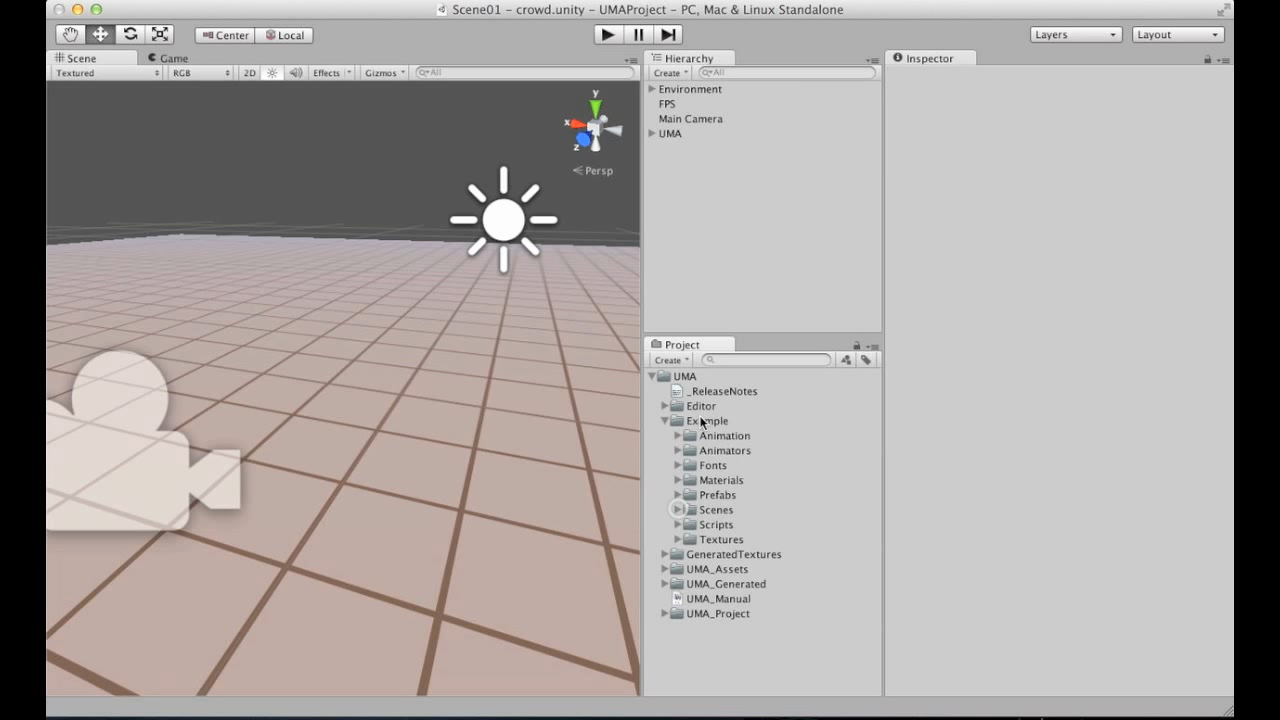 Scene01 – crowd.unity – UMAProject – PC, Mac & Linux Standalone
Center Local Layers Layout
Scene Game
Textured RGB 2D Effects Gizmos All
y
x
z
Persp
Hierarchy
Create All
Environment
FPS
Main Camera
UMA
Project
Create
UMA
_ReleaseNotes
Editor
Example
Animation
Animators
Fonts
Materials
Prefabs
Scenes
Scripts
Textures
GeneratedTextures
UMA_Assets
UMA_Generated
UMA_Manual
UMA_Project
Inspector